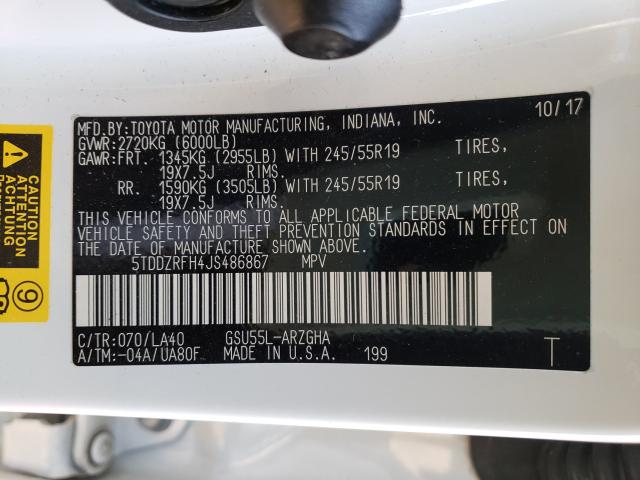 MFD.BY:TOYOTA MOTOR MANUFACTURING, INDIANA, INC. 10/17
GVWR:2720KG (6000LB)
GAWR:FRT. 1345KG (2955LB) WITH 245/55R19 TIRES,
19X7.5J RIMS.
RR. 1590KG (3505LB) WITH 245/55R19 TIRES,
19X7.5J RIMS.
THIS VEHICLE CONFORMS TO ALL APPLICABLE FEDERAL MOTOR
VEHICLE SAFETY AND THEFT PREVENTION STANDARDS IN EFFECT ON
THE DATE OF MANUFACTURE SHOWN ABOVE.
5TDDZRFH4JS486867 MPV
C/TR:070/LA40 GSU55L-ARZGHA
A/TM:-04A/UA80F MADE IN U.S.A. 199 T
CAUTION
ATTENTION
ACHTUNG
9